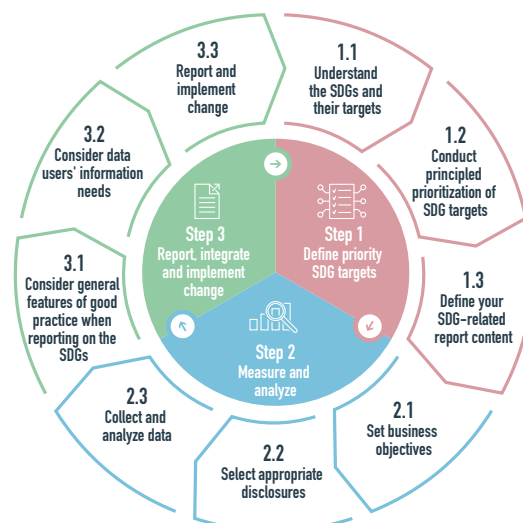 3.3
Report and
implement
change
1.1
Understand
the SDGs and
their targets
3.2
Consider data
users' information
needs
1.2
Conduct
principled
prioritization of
SDG targets
Step 3
Report, integrate
and implement
change
Step 1
Define priority
SDG targets
3.1
Consider general
features of good
practice when
reporting on the
SDGs
1.3
Define your
SDG-related
report content
Step 2
Measure and
analyze
2.3
Collect and
analyze data
2.1
Set business
objectives
2.2
Select appropriate
disclosures